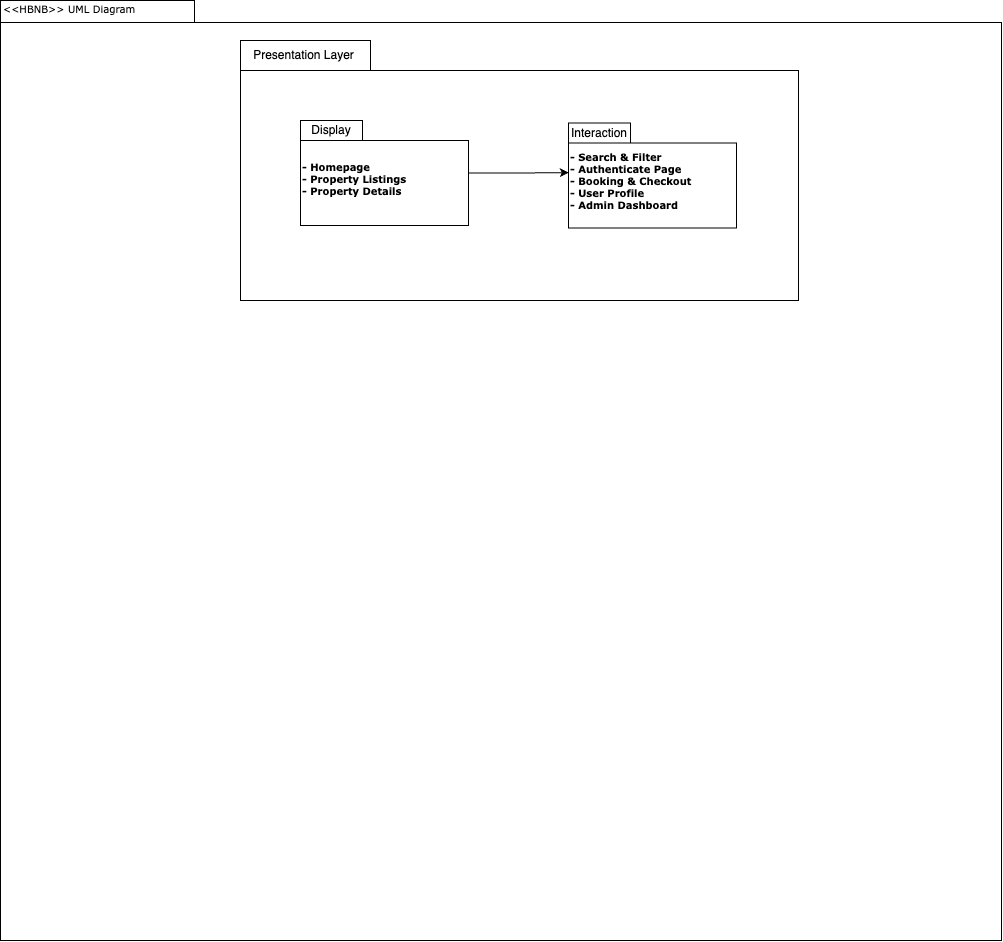 <<HBNB>> UML Diagram
Presentation Layer
Display
- Homepage
- Property Listings
- Property Details
Interaction
- Search & Filter
- Authenticate Page
- Booking & Checkout
- User Profile
- Admin Dashboard